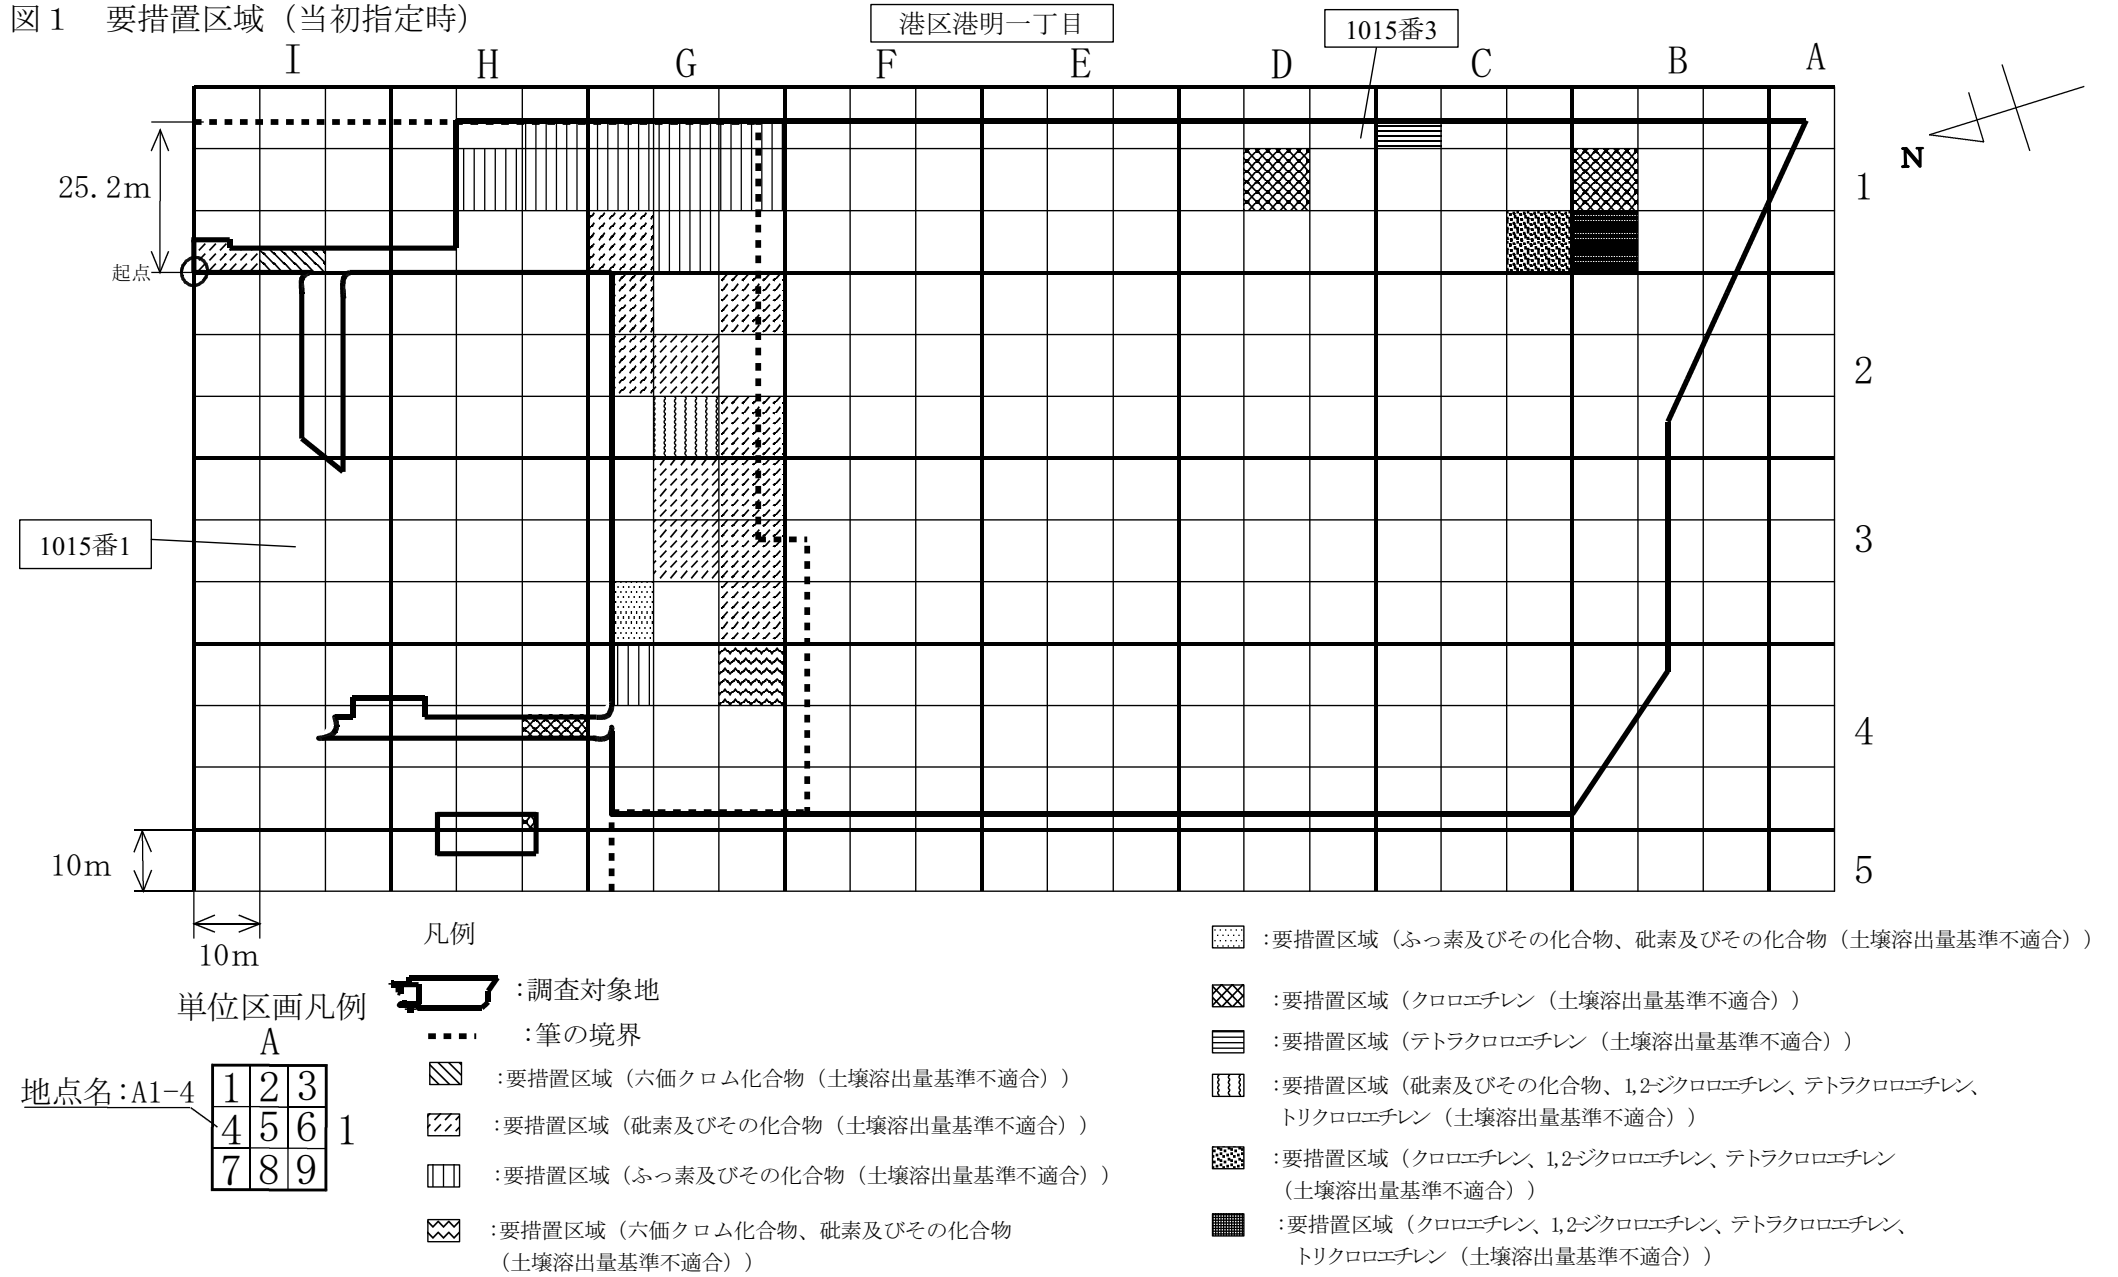 図1 要措置区域（当初指定時）
港区港明一丁目
1015番3
I H G F E D C B A
N
25.2m
起点
1
2
3
4
5
1015番1
10m
10m
凡例
:調査対象地
:筆の境界
:要措置区域（六価クロム化合物（土壌溶出量基準不適合））
:要措置区域（砒素及びその化合物（土壌溶出量基準不適合））
:要措置区域（ふっ素及びその化合物（土壌溶出量基準不適合））
:要措置区域（六価クロム化合物、砒素及びその化合物
（土壌溶出量基準不適合））
:要措置区域（ふっ素及びその化合物、砒素及びその化合物（土壌溶出量基準不適合））
:要措置区域（クロロエチレン（土壌溶出量基準不適合））
:要措置区域（テトラクロロエチレン（土壌溶出量基準不適合））
:要措置区域（砒素及びその化合物、1,2-ジクロロエチレン、テトラクロロエチレン、
トリクロロエチレン（土壌溶出量基準不適合））
:要措置区域（クロロエチレン、1,2-ジクロロエチレン、テトラクロロエチレン
（土壌溶出量基準不適合））
:要措置区域（クロロエチレン、1,2-ジクロロエチレン、テトラクロロエチレン、
トリクロロエチレン（土壌溶出量基準不適合））
単位区画凡例
A
地点名:A1-4
1 2 3
4 5 6 1
7 8 9